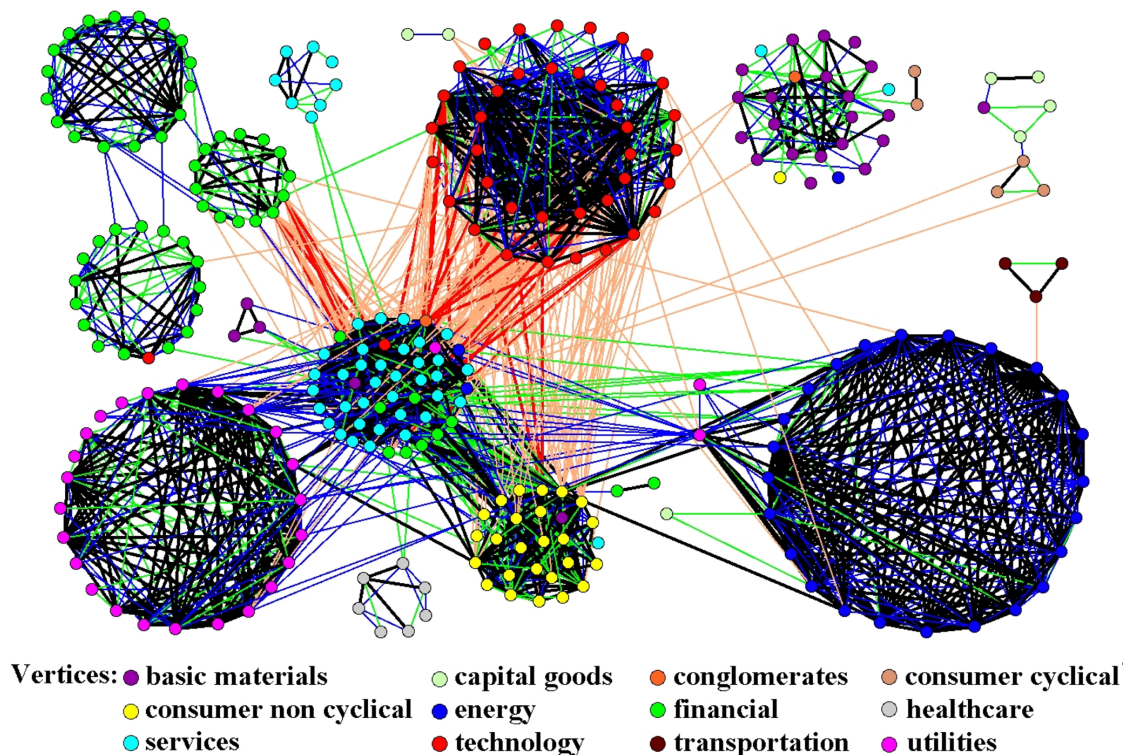 Vertices: basic materials capital goods conglomerates consumer cyclical
consumer non cyclical energy financial healthcare
services technology transportation utilities